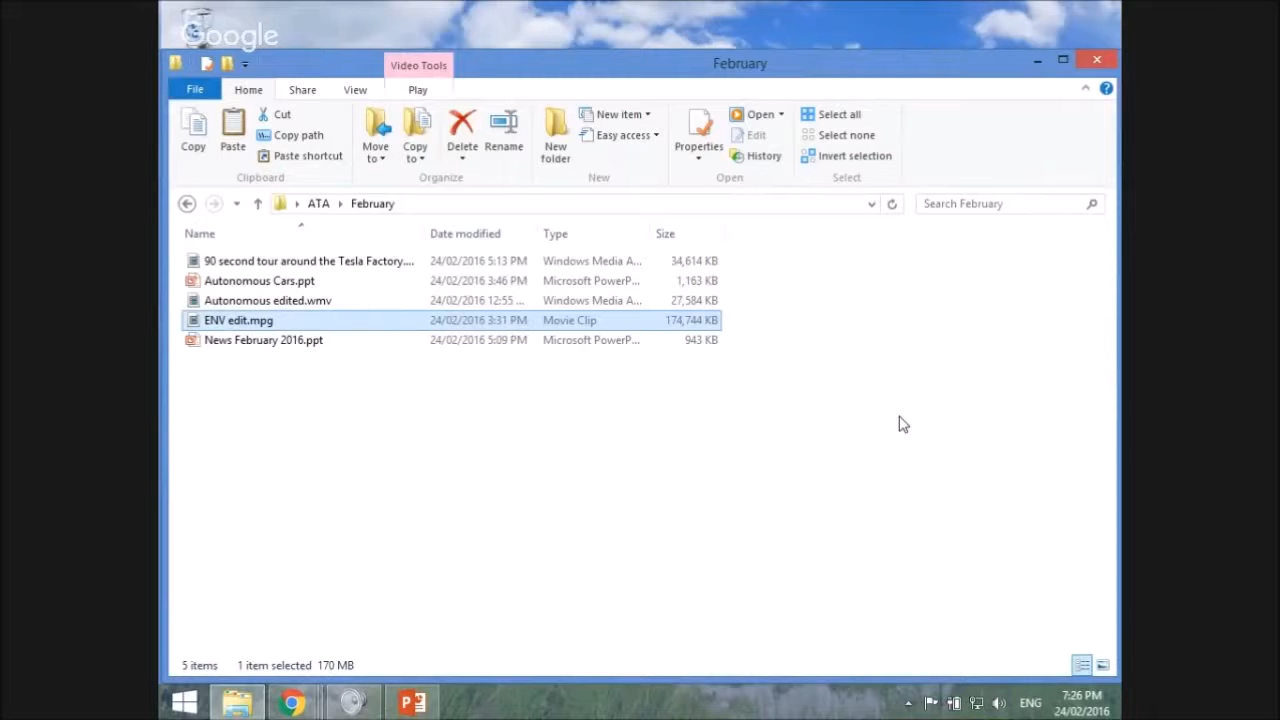 Google
Video Tools
February
File Home Share View Play
Copy
Paste
Cut
Copy path
Paste shortcut
Clipboard
Move to
Copy to
Delete
Rename
Organize
New folder
New item
Easy access
New
Properties
Open
Edit
History
Open
Select all
Select none
Invert selection
Select
ATA February
Search February
Name Date modified Type Size
90 second tour around the Tesla Factory.... 24/02/2016 5:13 PM Windows Media A... 34,614 KB
Autonomous Cars.ppt 24/02/2016 3:46 PM Microsoft PowerP... 1,163 KB
Autonomous edited.wmv 24/02/2016 12:55 ... Windows Media A... 27,584 KB
ENV edit.mpg 24/02/2016 3:31 PM Movie Clip 174,744 KB
News February 2016.ppt 24/02/2016 5:09 PM Microsoft PowerP... 943 KB
5 items 1 item selected 170 MB
ENG
7:26 PM
24/02/2016